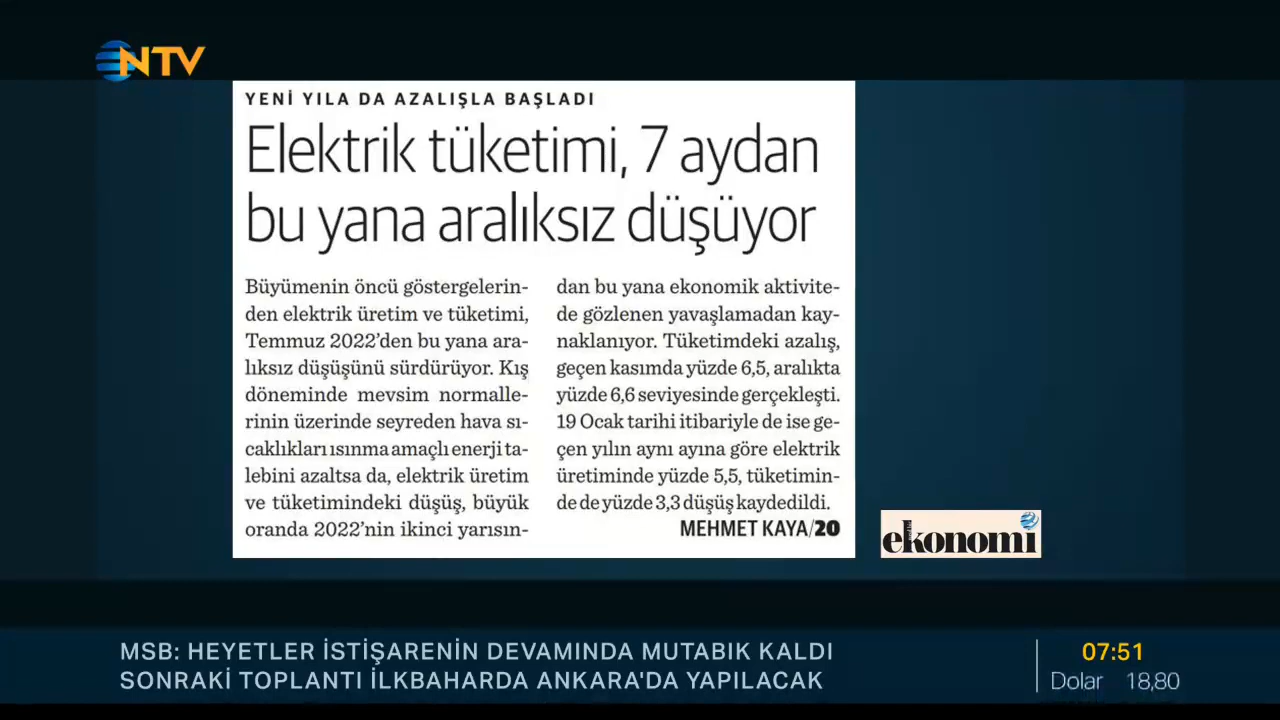 NTV
YENİ YILA DA AZALIŞLA BAŞLADI
Elektrik tüketimi, 7 aydan
bu yana aralıksız düşüyor
Büyümenin öncü göstergelerin-
den elektrik üretim ve tüketimi,
Temmuz 2022’den bu yana ara-
lıksız düşüşünü sürdürüyor. Kış
döneminde mevsim normalle-
rinin üzerinde seyreden hava sı-
caklıkları ısınma amaçlı enerji ta-
lebini azaltsa da, elektrik üretim
ve tüketimindeki düşüş, büyük
oranda 2022’nin ikinci yarısın-
dan bu yana ekonomik aktivite-
de gözlenen yavaşlamadan kay-
naklanıyor. Tüketimdeki azalış,
geçen kasımda yüzde 6,5, aralıkta
yüzde 6,6 seviyesinde gerçekleşti.
19 Ocak tarihi itibariyle de ise ge-
çen yılın aynı ayına göre elektrik
üretiminde yüzde 5,5, tüketimin-
de de yüzde 3,3 düşüş kaydedildi.
MEHMET KAYA/20
ekonomi
MSB: HEYETLER İSTİŞARENİN DEVAMINDA MUTABIK KALDI
SONRAKİ TOPLANTI İLKBAHARDA ANKARA'DA YAPILACAK
07:51
Dolar 18,80